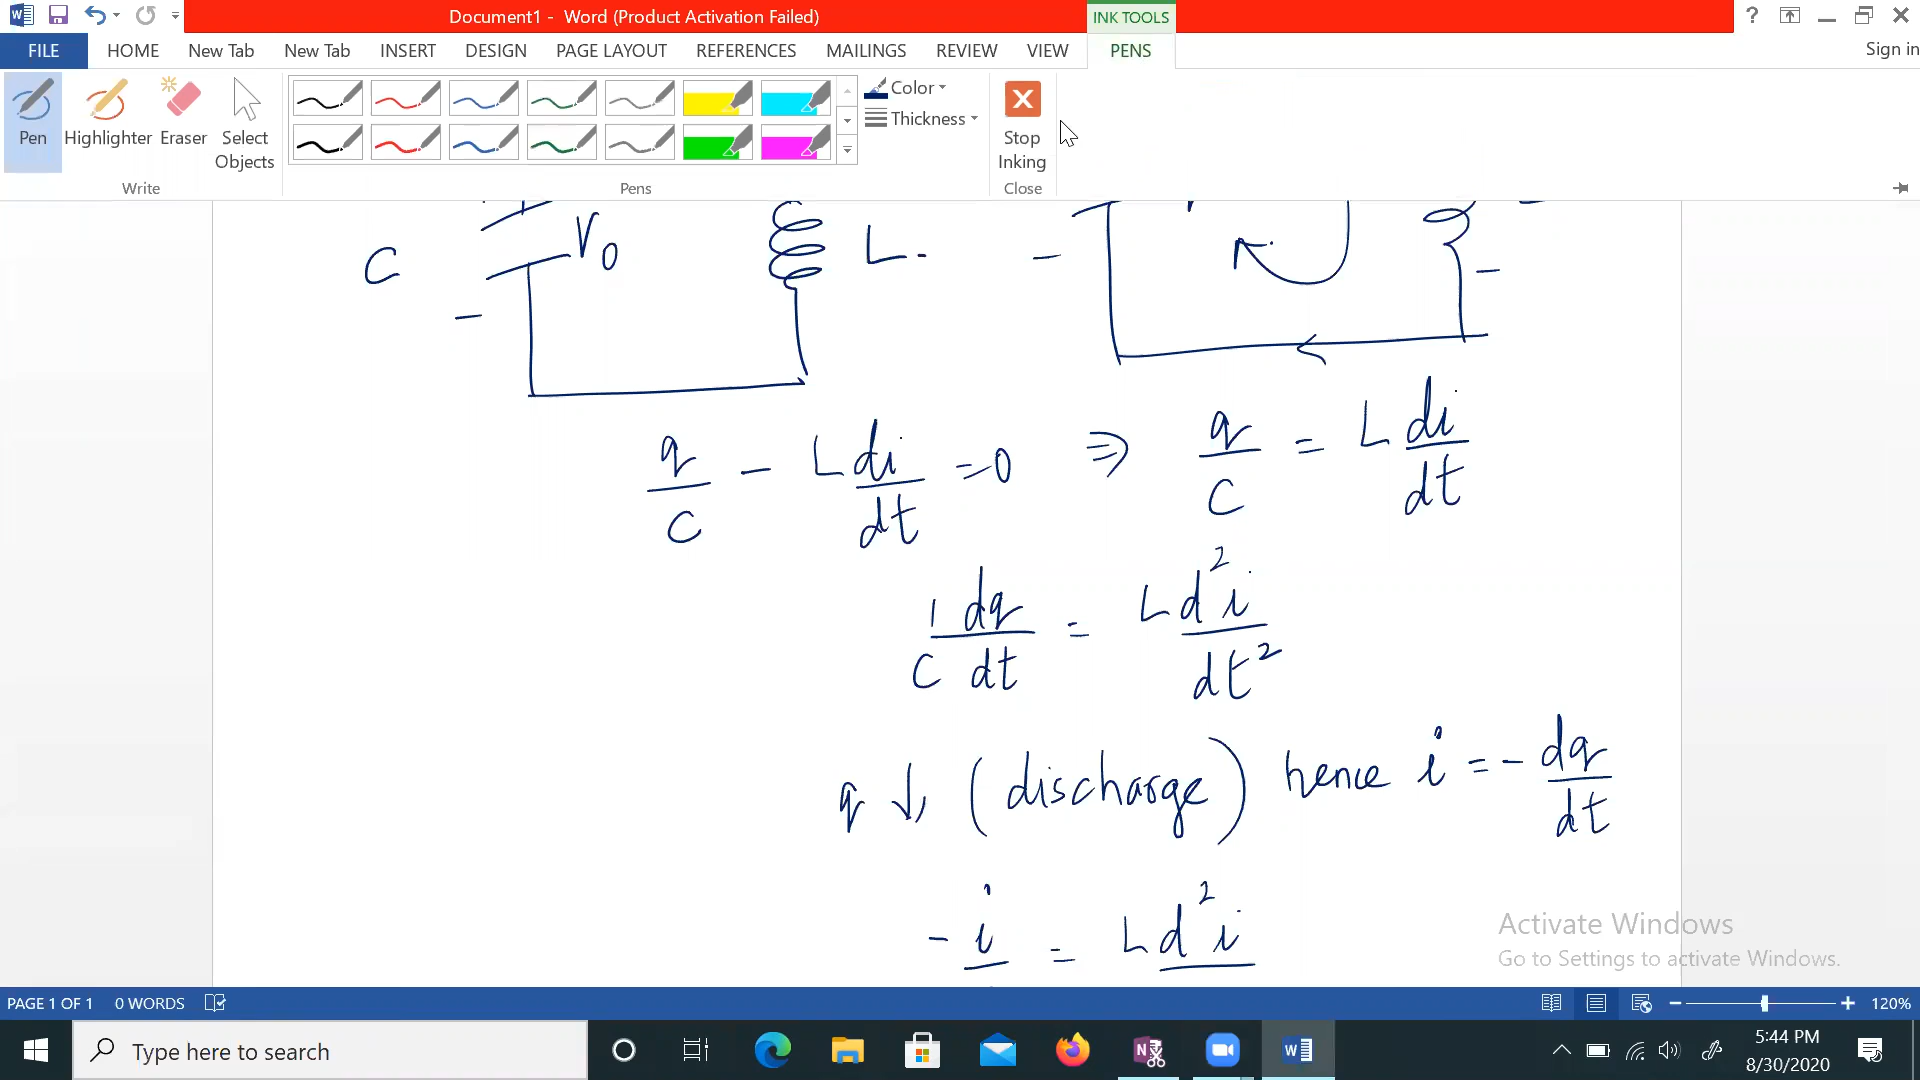 Document1 - Word (Product Activation Failed)
INK TOOLS
?
FILE HOME New Tab New Tab INSERT DESIGN PAGE LAYOUT REFERENCES MAILINGS REVIEW VIEW PENS
Sign in
Pen Highlighter Eraser Select Objects
Write
Pens
Color
Thickness
Stop Inking
Close
C
-
V0
L.
-
-
q/C - L di/dt = 0 ⇒ q/C = L di/dt
1/C dq/dt = L d²i/dt²
q ↓, (discharge) hence i = - dq/dt
- i = L d²i
Activate Windows
Go to Settings to activate Windows.
PAGE 1 OF 1 0 WORDS
120%
Type here to search
5:44 PM
8/30/2020